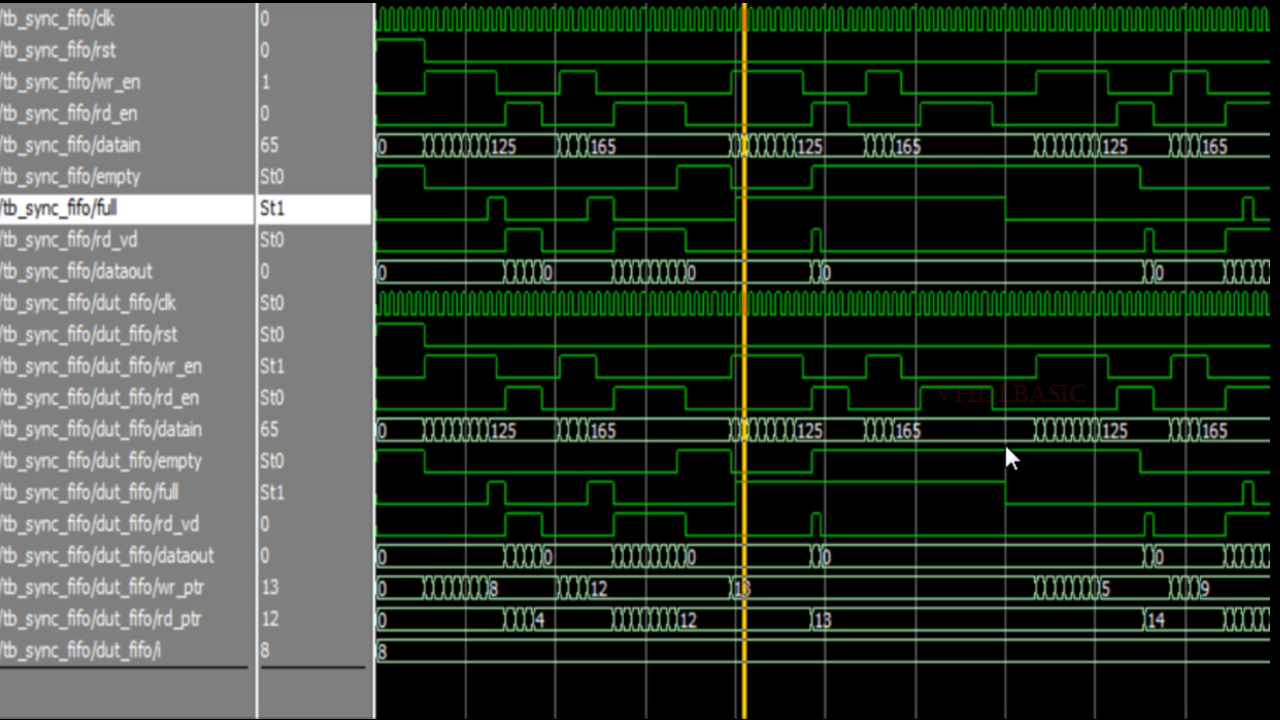 /tb_sync_fifo/clk 0
/tb_sync_fifo/rst 0
/tb_sync_fifo/wr_en 1
/tb_sync_fifo/rd_en 0
/tb_sync_fifo/datain 65 0 125 165 125 165 125 165
/tb_sync_fifo/empty St0
/tb_sync_fifo/full St1
/tb_sync_fifo/rd_vd St0
/tb_sync_fifo/dataout 0 0 0 0 0 0
/tb_sync_fifo/dut_fifo/clk St0
/tb_sync_fifo/dut_fifo/rst St0
/tb_sync_fifo/dut_fifo/wr_en St1
/tb_sync_fifo/dut_fifo/rd_en St0 VHDLBASIC
/tb_sync_fifo/dut_fifo/datain 65 0 125 165 125 165 125 165
/tb_sync_fifo/dut_fifo/empty St0
/tb_sync_fifo/dut_fifo/full St1
/tb_sync_fifo/dut_fifo/rd_vd 0
/tb_sync_fifo/dut_fifo/dataout 0 0 0 0 0 0
/tb_sync_fifo/dut_fifo/wr_ptr 13 0 8 12 13 5 9
/tb_sync_fifo/dut_fifo/rd_ptr 12 0 4 12 13 14
/tb_sync_fifo/dut_fifo/i 8 8